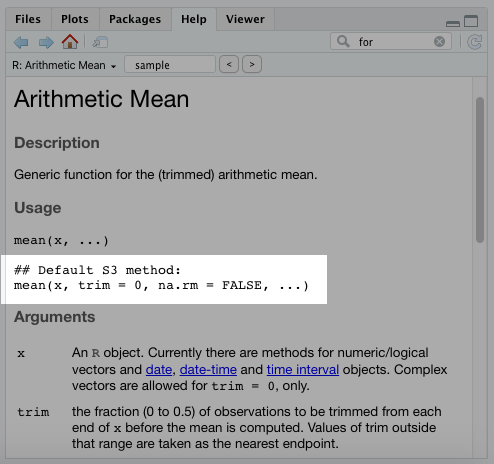 Files Plots Packages Help Viewer
for
R: Arithmetic Mean sample < >
Arithmetic Mean
Description
Generic function for the (trimmed) arithmetic mean.
Usage
mean(x, ...)
## Default S3 method:
mean(x, trim = 0, na.rm = FALSE, ...)
Arguments
x An R object. Currently there are methods for numeric/logical
vectors and date, date-time and time interval objects. Complex
vectors are allowed for trim = 0, only.
trim the fraction (0 to 0.5) of observations to be trimmed from each
end of x before the mean is computed. Values of trim outside
that range are taken as the nearest endpoint.